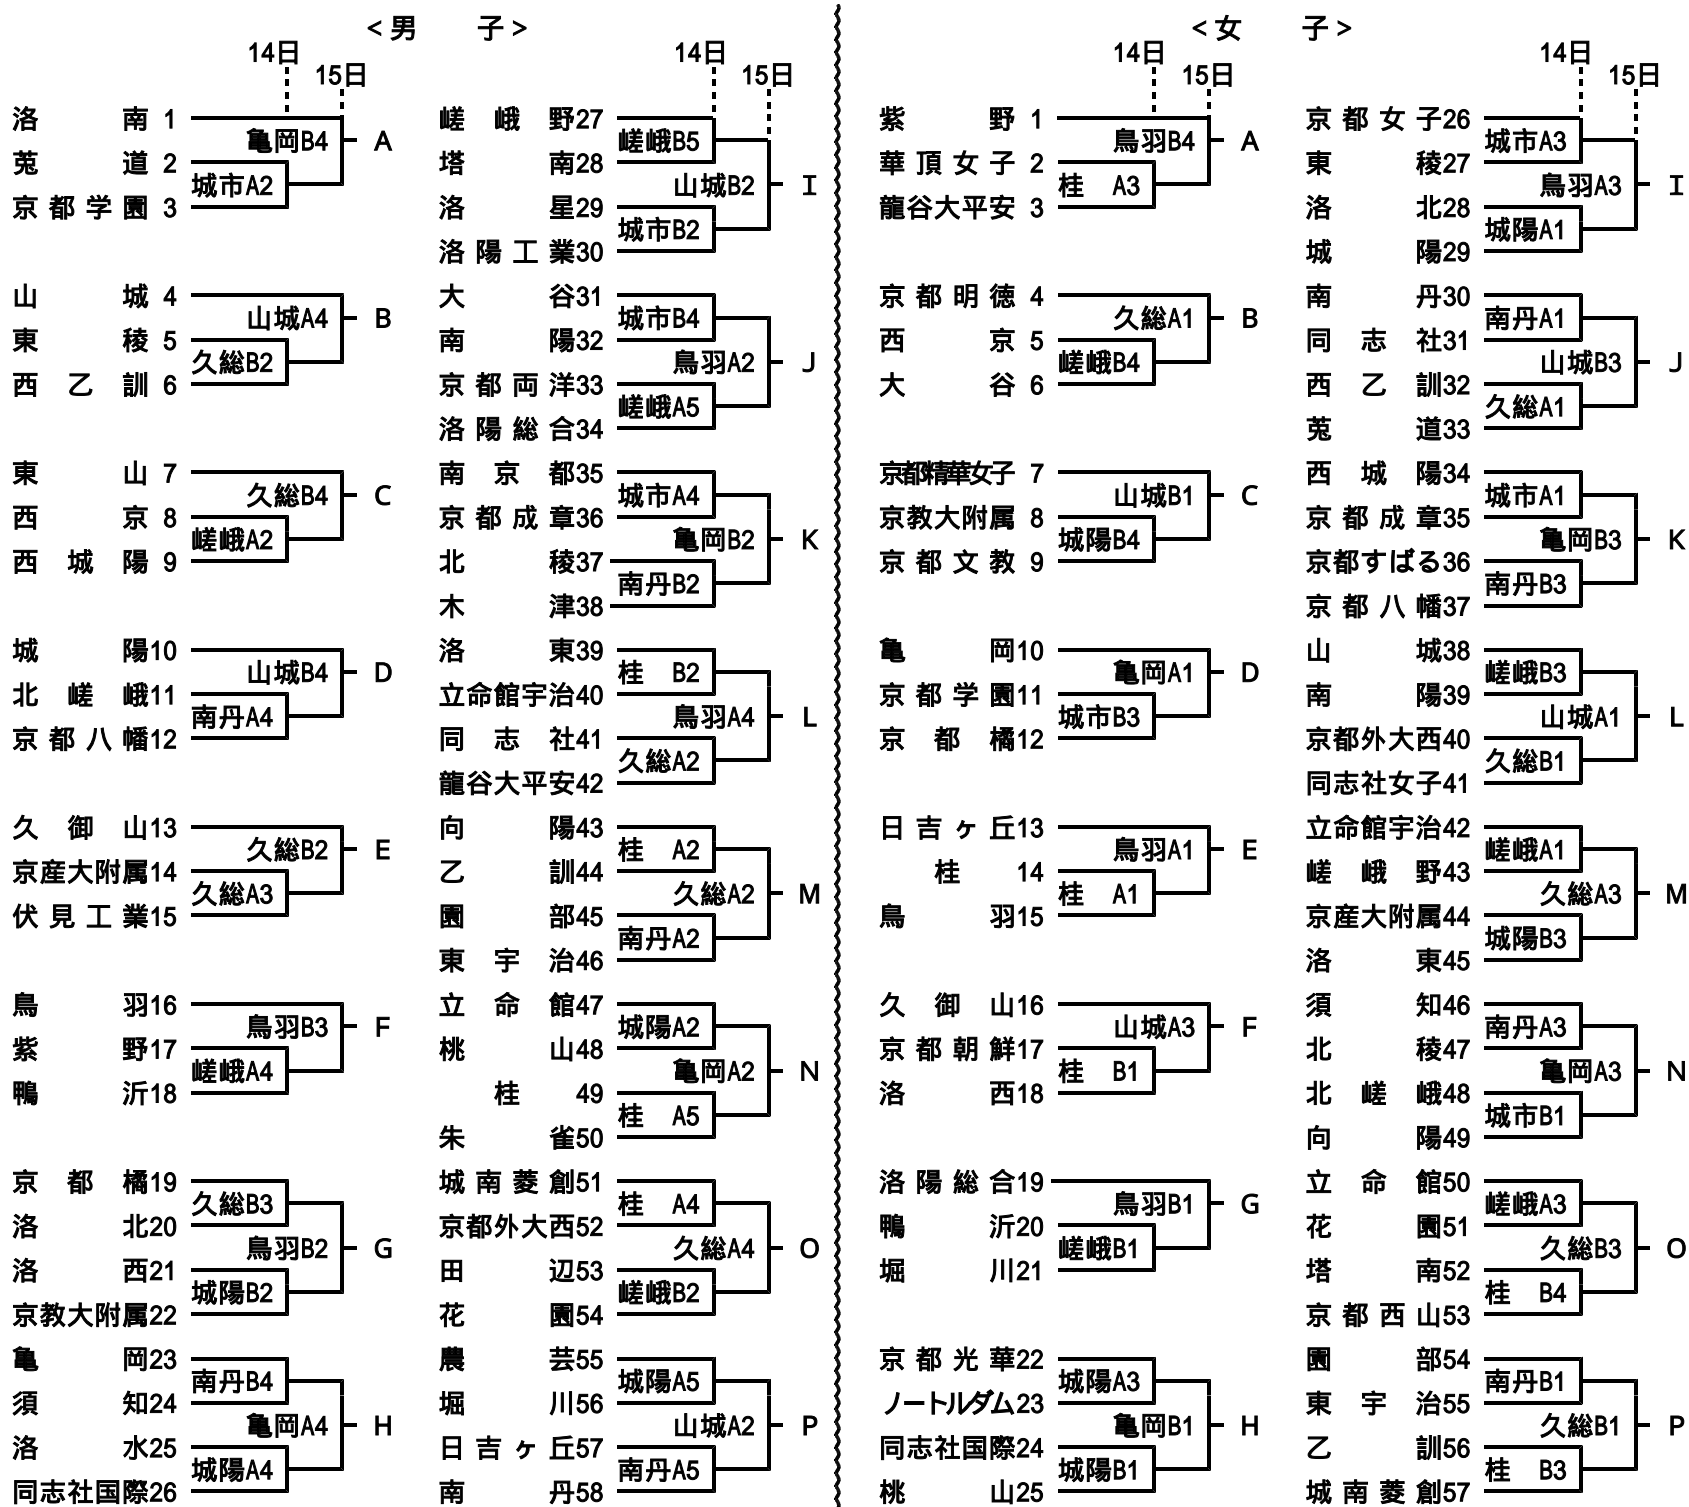 <男 子>
14日
15日
洛南 1
亀岡B4
A
菟道 2
城市A2
京都学園 3
山城 4
山城A4
B
東稜 5
久総B2
西乙訓 6
東山 7
久総B4
C
西京 8
嵯峨A2
西城陽 9
城陽10
山城B4
D
北嵯峨11
南丹A4
京都八幡12
久御山13
久総B2
E
京産大附属14
久総A3
伏見工業15
鳥羽16
鳥羽B3
F
紫野17
嵯峨A4
鴨沂18
京都橘19
久総B3
洛北20
鳥羽B2
G
洛西21
城陽B2
京教大附属22
亀岡23
南丹B4
須知24
亀岡A4
H
洛水25
城陽A4
同志社国際26
14日
15日
嵯峨野27
嵯峨B5
塔南28
山城B2
I
洛星29
城市B2
洛陽工業30
大谷31
城市B4
南陽32
鳥羽A2
J
京都両洋33
嵯峨A5
洛陽総合34
南京都35
城市A4
京都成章36
亀岡B2
K
北稜37
南丹B2
木津38
洛東39
桂 B2
立命館宇治40
鳥羽A4
L
同志社41
久総A2
龍谷大平安42
向陽43
桂 A2
乙訓44
久総A2
M
園部45
南丹A2
東宇治46
立命館47
城陽A2
桃山48
亀岡A2
N
桂 49
桂 A5
朱雀50
城南菱創51
桂 A4
京都外大西52
久総A4
O
田辺53
嵯峨B2
花園54
農芸55
城陽A5
堀川56
山城A2
P
日吉ヶ丘57
南丹A5
南丹58
<女 子>
14日
15日
紫野 1
鳥羽B4
A
華頂女子 2
桂 A3
龍谷大平安 3
京都明徳 4
久総A1
B
西京 5
嵯峨B4
大谷 6
京都精華女子 7
山城B1
C
京教大附属 8
城陽B4
京都文教 9
亀岡10
亀岡A1
D
京都学園11
城市B3
京都橘12
日吉ヶ丘13
鳥羽A1
E
桂 14
桂 A1
鳥羽15
久御山16
山城A3
F
京都朝鮮17
桂 B1
洛西18
洛陽総合19
鳥羽B1
G
鴨沂20
嵯峨B1
堀川21
京都光華22
城陽A3
ノートルダム23
亀岡B1
H
同志社国際24
城陽B1
桃山25
14日
15日
京都女子26
城市A3
東稜27
鳥羽A3
I
洛北28
城陽A1
城陽29
南丹30
南丹A1
同志社31
山城B3
J
西乙訓32
久総A1
菟道33
西城陽34
城市A1
京都成章35
亀岡B3
K
京都すばる36
南丹B3
京都八幡37
山城38
嵯峨B3
南陽39
山城A1
L
京都外大西40
久総B1
同志社女子41
立命館宇治42
嵯峨A1
嵯峨野43
久総A3
M
京産大附属44
城陽B3
洛東45
須知46
南丹A3
北稜47
亀岡A3
N
北嵯峨48
城市B1
向陽49
立命館50
嵯峨A3
花園51
久総B3
O
塔南52
桂 B4
京都西山53
園部54
南丹B1
東宇治55
久総B1
P
乙訓56
桂 B3
城南菱創57